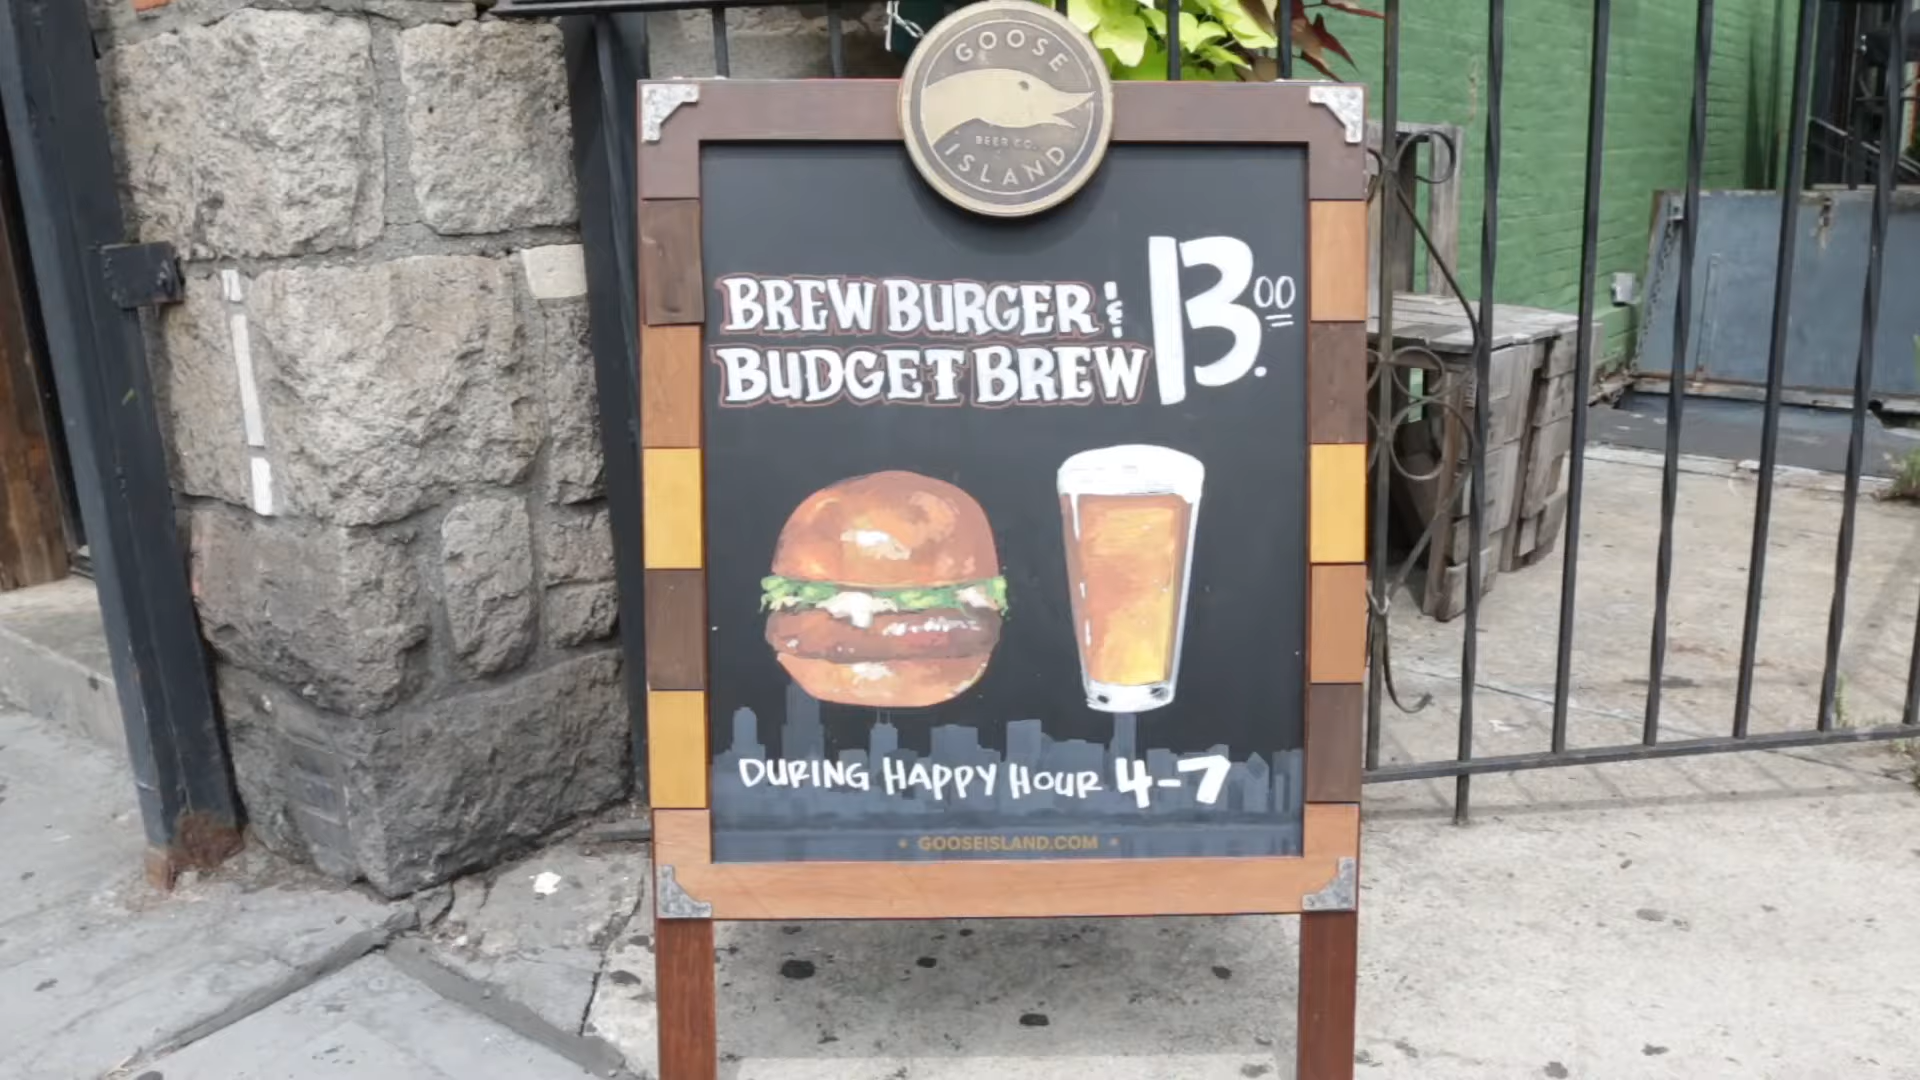 GOOSE
BEER CO.
ISLAND
BREW BURGER &
BUDGET BREW
13.00
DURING HAPPY HOUR 4-7
• GOOSEISLAND.COM •